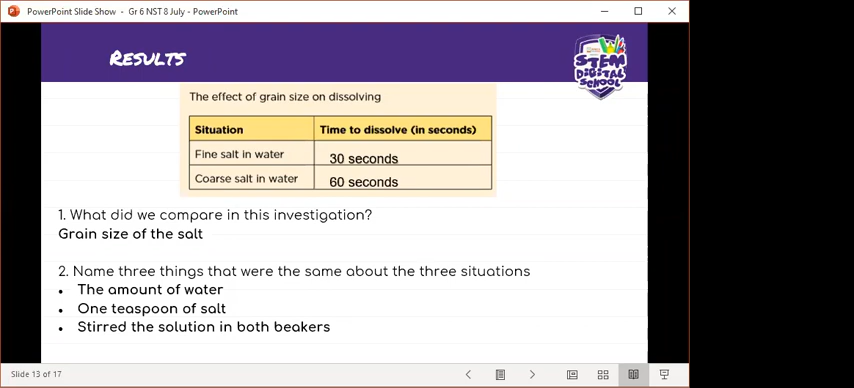 PowerPoint Slide Show - Gr 6 NST 8 July - PowerPoint
RESULTS
STEM
DIGITAL
SCHOOL
The effect of grain size on dissolving
Situation Time to dissolve (in seconds)
Fine salt in water 30 seconds
Coarse salt in water 60 seconds
1. What did we compare in this investigation?
Grain size of the salt
2. Name three things that were the same about the three situations
• The amount of water
• One teaspoon of salt
• Stirred the solution in both beakers
Slide 13 of 17